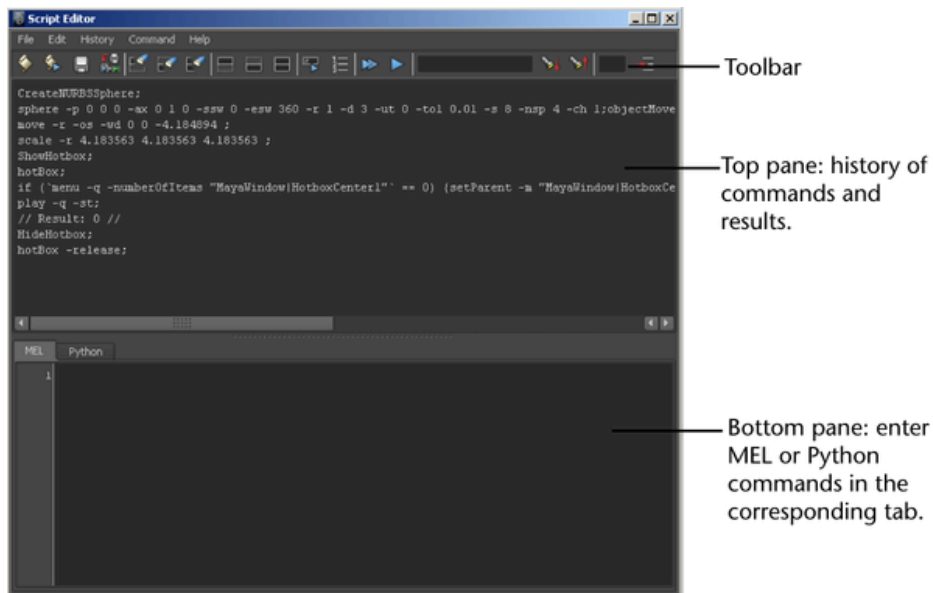 Script Editor
File Edit History Command Help
Toolbar
CreateNURBSSphere;
sphere -p 0 0 0 -ax 0 1 0 -ssw 0 -esw 360 -r 1 -d 3 -ut 0 -tol 0.01 -s 8 -nsp 4 -ch 1;objectMove
move -r -os -wd 0 0 -4.184894 ;
scale -r 4.183563 4.183563 4.183563 ;
ShowHotbox;
hotBox;
if (`menu -q -numberOfItems "MayaWindow|HotboxCenter1"` == 0) {setParent -m "MayaWindow|HotboxCe
play -q -st;
// Result: 0 //
HideHotbox;
hotBox -release;
Top pane: history of
commands and
results.
MEL Python
1
Bottom pane: enter
MEL or Python
commands in the
corresponding tab.